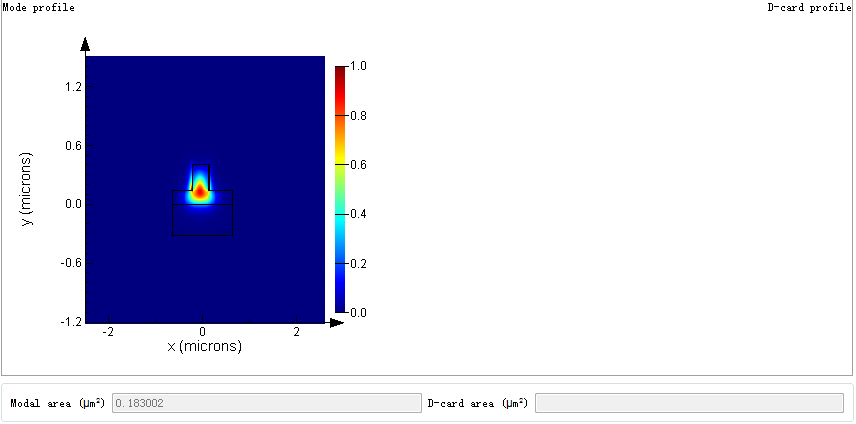 Mode profile
D-card profile
1.2
0.6
0.0
-0.6
-1.2
y (microns)
-2
0
2
x (microns)
1.0
0.8
0.6
0.4
0.2
0.0
Modal area (μm²) 0.183002
D-card area (μm²)